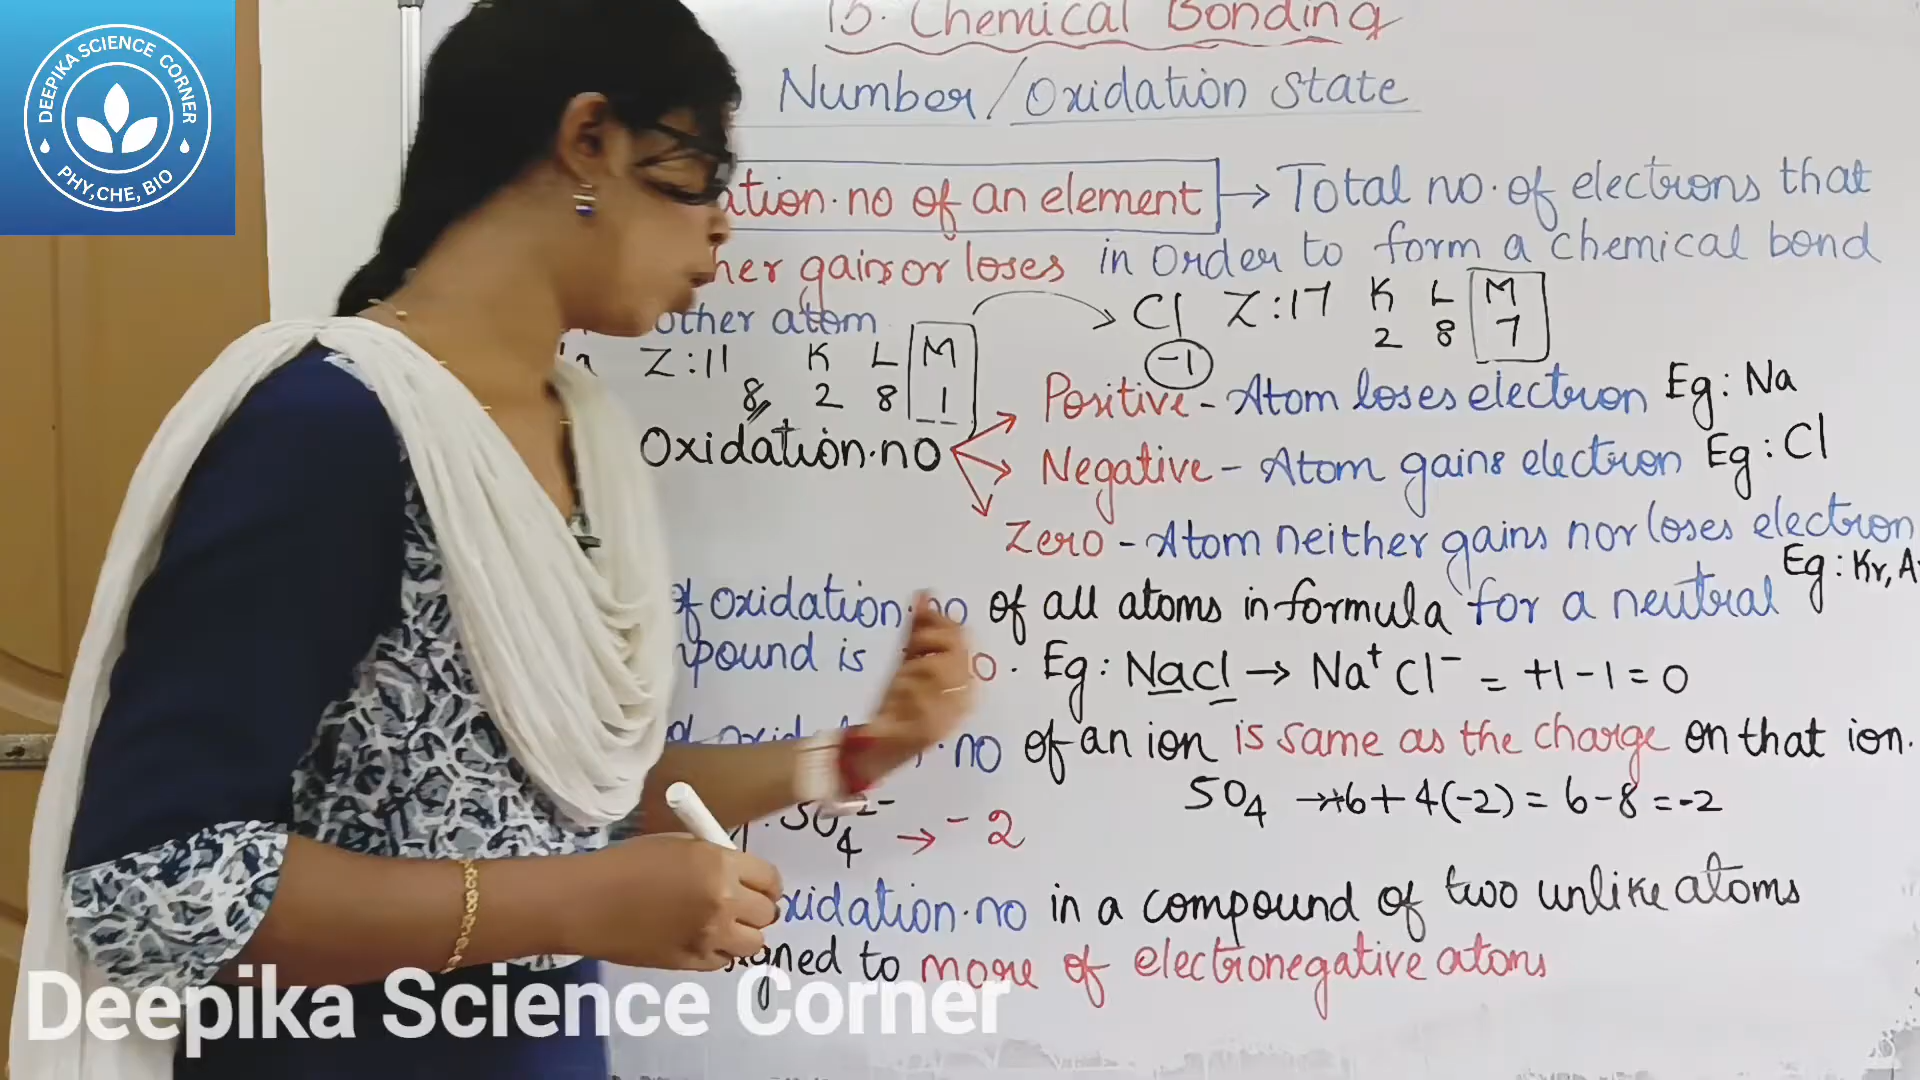 DEEPIKA SCIENCE CORNER
PHY, CHE, BIO
13. Chemical Bonding
Number/Oxidation State
ation.no of an element → Total no.of electrons that
her gains or loses in order to form a chemical bond
other atom
Cl Z:17 K L M
2 8 7
-1
Z:11 K L M
8 2 8 1
Oxidation.no
Positive - Atom loses electron Eg: Na
Negative - Atom gains electron Eg: Cl
Zero - Atom neither gains nor loses electron
Eg: Kr, A
of oxidation.no of all atoms in formula for a neutral
pound is o. Eg: Nacl → Na⁺ Cl⁻ = +1-1=0
no of an ion is same as the charge on that ion.
SO₄²⁻ → -2
SO₄ → +6+4(-2) = 6-8 = -2
xidation.no in a compound of two unlike atoms
gned to more of electronegative atoms
Deepika Science Corner